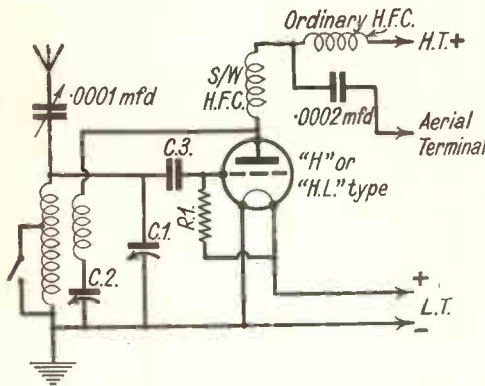 Ordinary H.F.C.
H.T.+
S/W
H.F.C.
.0001 mfd
.0002 mfd
Aerial
Terminal
C.3.
"H" or
"H.L." type
R.1.
C.1.
C.2.
+
L.T.
-